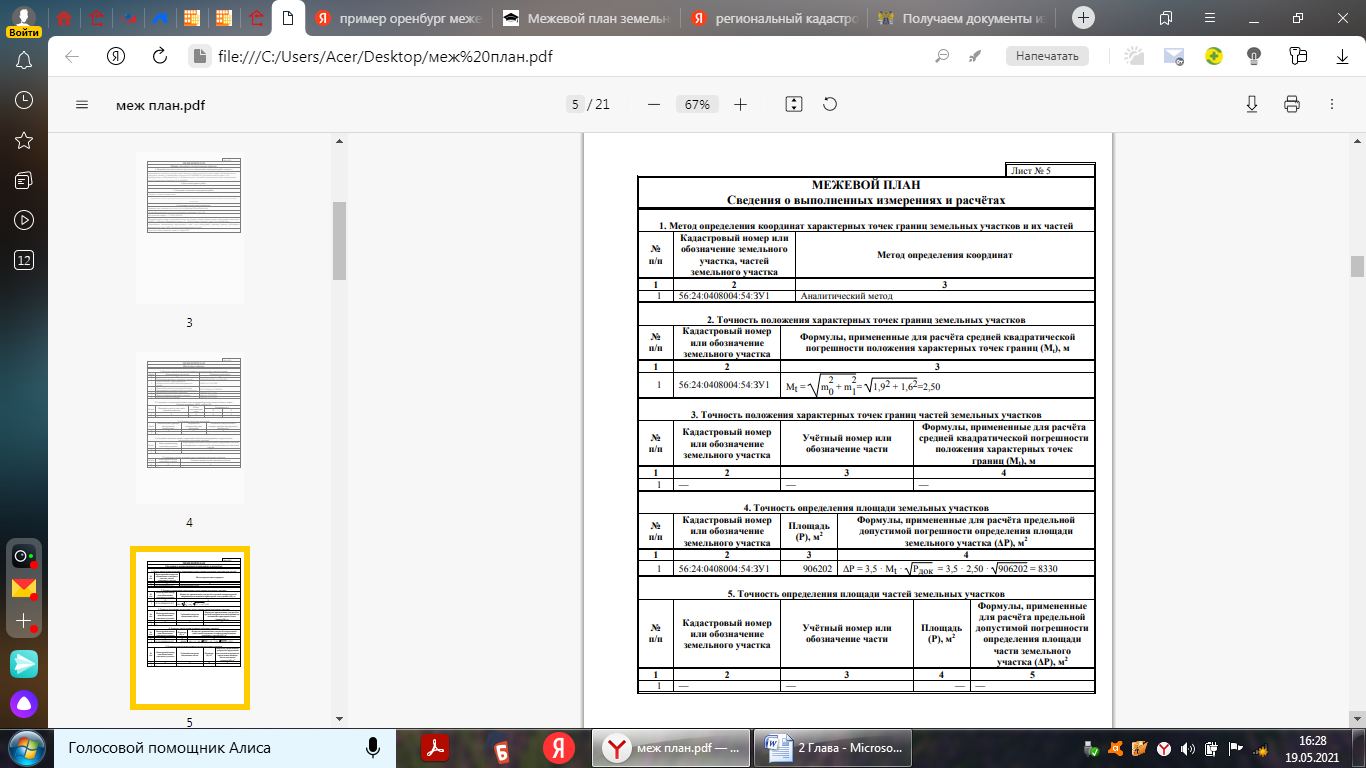 Войти
пример оренбург меже
Межевой план земельн
региональный кадастро
Получаем документы и
file:///C:/Users/Acer/Desktop/меж%20план.pdf
Напечатать
меж план.pdf
5 / 21
67%
12
3
4
5
Лист № 5
МЕЖЕВОЙ ПЛАН
Сведения о выполненных измерениях и расчётах
1. Метод определения координат характерных точек границ земельных участков и их частей
№ п/п
Кадастровый номер или обозначение земельного участка, частей земельного участка
Метод определения координат
1 2 3
1 56:24:0408004:54:ЗУ1 Аналитический метод
2. Точность положения характерных точек границ земельных участков
№ п/п
Кадастровый номер или обозначение земельного участка
Формулы, примененные для расчёта средней квадратической погрешности положения характерных точек границ (Mt), м
1 2 3
1 56:24:0408004:54:ЗУ1 Mt = √m0² + m1² = √1,9² + 1,6² =2,50
3. Точность положения характерных точек границ частей земельных участков
№ п/п
Кадастровый номер или обозначение земельного участка
Учётный номер или обозначение части
Формулы, примененные для расчёта средней квадратической погрешности положения характерных точек границ (Mt), м
1 2 3 4
1 — — —
4. Точность определения площади земельных участков
№ п/п
Кадастровый номер или обозначение земельного участка
Площадь (P), м²
Формулы, примененные для расчёта предельной допустимой погрешности определения площади земельного участка (ΔP), м²
1 2 3 4
1 56:24:0408004:54:ЗУ1 906202 ΔP = 3,5 · Mt · √Pдок = 3,5 · 2,50 · √906202 = 8330
5. Точность определения площади частей земельных участков
№ п/п
Кадастровый номер или обозначение земельного участка
Учётный номер или обозначение части
Площадь (P), м²
Формулы, примененные для расчёта предельной допустимой погрешности определения площади части земельного участка (ΔP), м²
1 2 3 4 5
1 — — — —
Голосовой помощник Алиса
меж план.pdf — ...
2 Глава - Microso...
16:28
19.05.2021